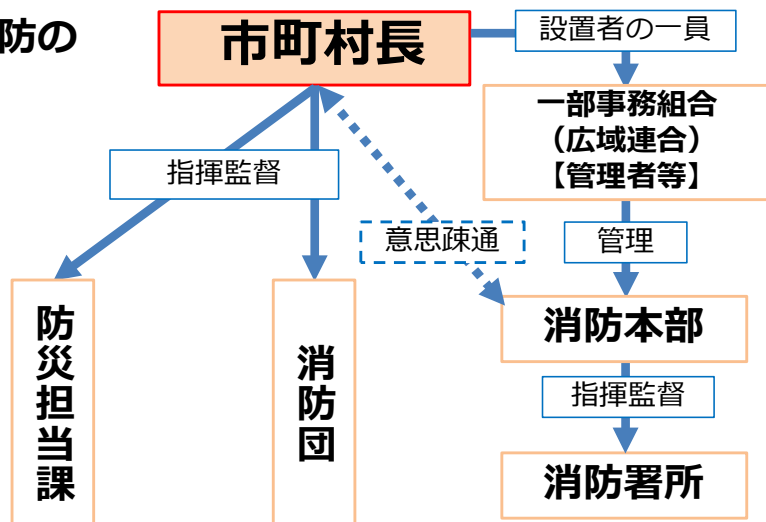 防の
市町村長
設置者の一員
一部事務組合
（広域連合）
【管理者等】
指揮監督
意思疎通
管理
防災担当課
消防団
消防本部
指揮監督
消防署所